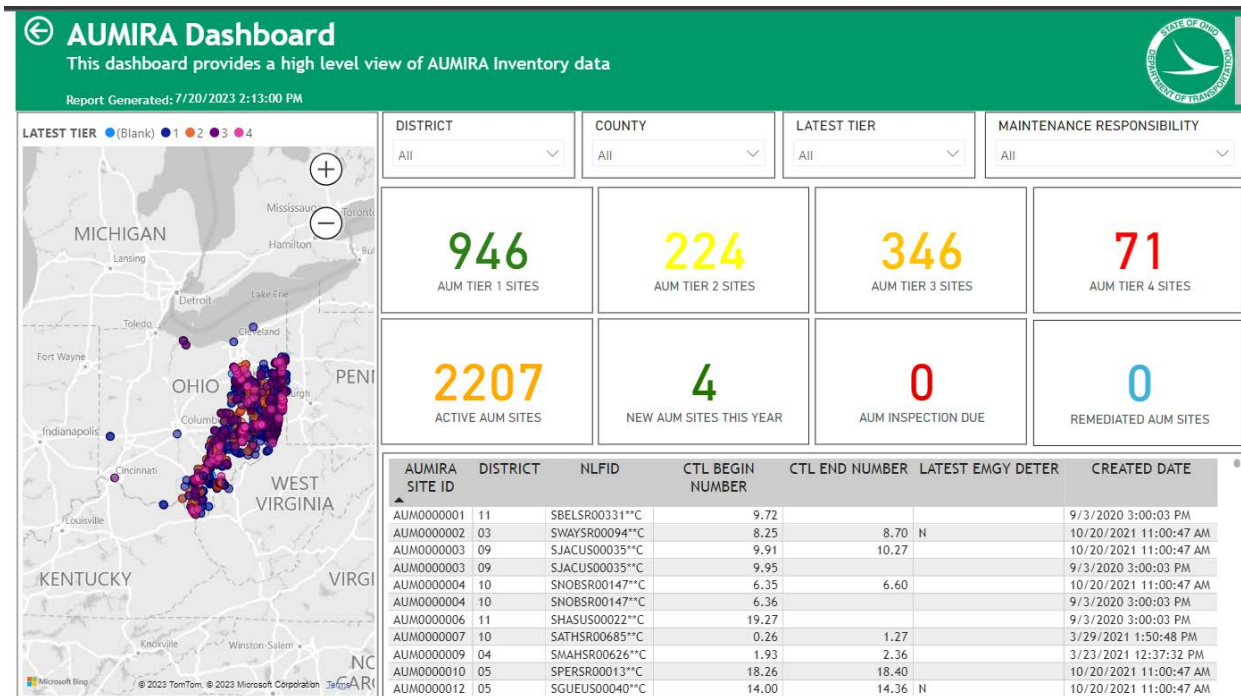 AUMIRA Dashboard
This dashboard provides a high level view of AUMIRA Inventory data
Report Generated: 7/20/2023 2:13:00 PM
STATE OF OHIO
DEPARTMENT OF TRANSPORTATION
LATEST TIER (Blank) 1 2 3 4
MICHIGAN
Lansing
Mississaug
Toronto
Hamilton
Bu
Detroit
Lake Erie
Toledo
Cleveland
Fort Wayne
OHIO
PENN
urgh
Columb
Indianapolis
Cincinnati
WEST
VIRGINIA
Louisville
KENTUCKY
VIRGI
Knoxville
Winston-Salem
NC
CAR
Microsoft Bing
© 2023 TomTom, © 2023 Microsoft Corporation Terms
DISTRICT
All
COUNTY
All
LATEST TIER
All
MAINTENANCE RESPONSIBILITY
All
946
AUM TIER 1 SITES
224
AUM TIER 2 SITES
346
AUM TIER 3 SITES
71
AUM TIER 4 SITES
2207
ACTIVE AUM SITES
4
NEW AUM SITES THIS YEAR
0
AUM INSPECTION DUE
0
REMEDIATED AUM SITES
AUMIRA SITE ID DISTRICT NLFID CTL BEGIN NUMBER CTL END NUMBER LATEST EMGY DETER CREATED DATE
AUM0000001 11 SBELSR00331**C 9.72 9/3/2020 3:00:03 PM
AUM0000002 03 SWAYSR00094**C 8.25 8.70 N 10/20/2021 11:00:47 AM
AUM0000003 09 SJACUS00035**C 9.91 10.27 10/20/2021 11:00:47 AM
AUM0000003 09 SJACUS00035**C 9.95 9/3/2020 3:00:03 PM
AUM0000004 10 SNOBSR00147**C 6.35 6.60 10/20/2021 11:00:47 AM
AUM0000004 10 SNOBSR00147**C 6.36 9/3/2020 3:00:03 PM
AUM0000006 11 SHASUS00022**C 19.27 9/3/2020 3:00:03 PM
AUM0000007 10 SATHSR00685**C 0.26 1.27 3/29/2021 1:50:48 PM
AUM0000009 04 SMAHSR00626**C 1.93 2.36 3/23/2021 12:37:32 PM
AUM0000010 05 SPERSR00013**C 18.26 18.40 10/20/2021 11:00:47 AM
AUM0000012 05 SGUEUS00040**C 14.00 14.36 N 10/20/2021 11:00:47 AM